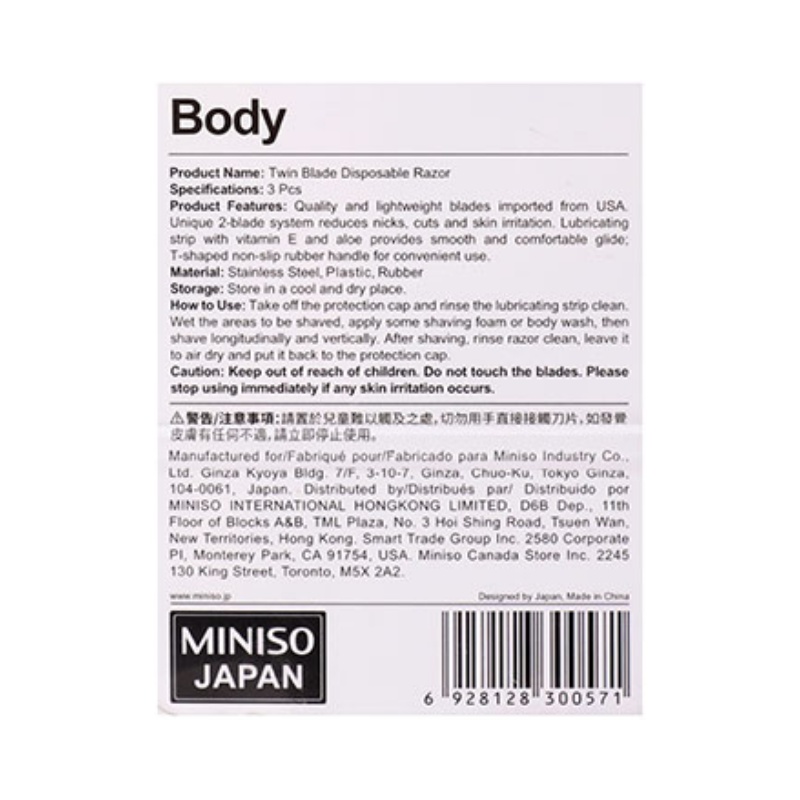 Body
Product Name: Twin Blade Disposable Razor
Specifications: 3 Pcs
Product Features: Quality and lightweight blades imported from USA.
Unique 2-blade system reduces nicks, cuts and skin irritation. Lubricating
strip with vitamin E and aloe provides smooth and comfortable glide;
T-shaped non-slip rubber handle for convenient use.
Material: Stainless Steel, Plastic, Rubber
Storage: Store in a cool and dry place.
How to Use: Take off the protection cap and rinse the lubricating strip clean.
Wet the areas to be shaved, apply some shaving foam or body wash, then
shave longitudinally and vertically. After shaving, rinse razor clean, leave it
to air dry and put it back to the protection cap.
Caution: Keep out of reach of children. Do not touch the blades. Please
stop using immediately if any skin irritation occurs.
⚠警告/注意事項:請置於兒童難以觸及之處,切勿用手直接接觸刀片,如發覺
皮膚有任何不適,請立即停止使用。
Manufactured for/Fabriqué pour/Fabricado para Miniso Industry Co.,
Ltd. Ginza Kyoya Bldg. 7/F, 3-10-7, Ginza, Chuo-Ku, Tokyo Ginza,
104-0061, Japan. Distributed by/Distribués par/ Distribuido por
MINISO INTERNATIONAL HONGKONG LIMITED, D6B Dep., 11th
Floor of Blocks A&B, TML Plaza, No. 3 Hoi Shing Road, Tsuen Wan,
New Territories, Hong Kong. Smart Trade Group Inc. 2580 Corporate
Pl, Monterey Park, CA 91754, USA. Miniso Canada Store Inc. 2245
130 King Street, Toronto, M5X 2A2.
www.miniso.jp Designed by Japan, Made in China
MINISO
JAPAN
6 928128 300571